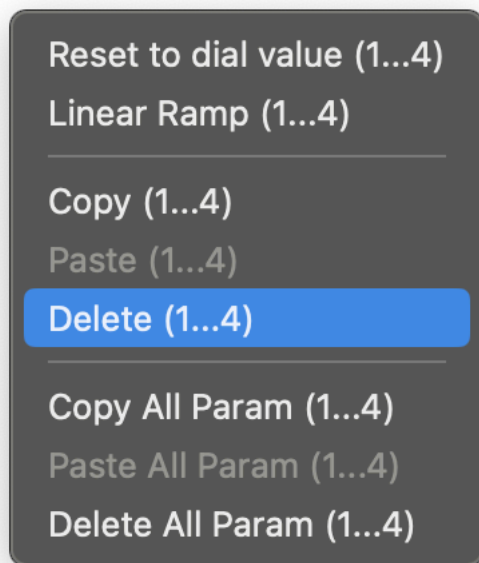 Reset to dial value (1...4)
Linear Ramp (1...4)
Copy (1...4)
Paste (1...4)
Delete (1...4)
Copy All Param (1...4)
Paste All Param (1...4)
Delete All Param (1...4)